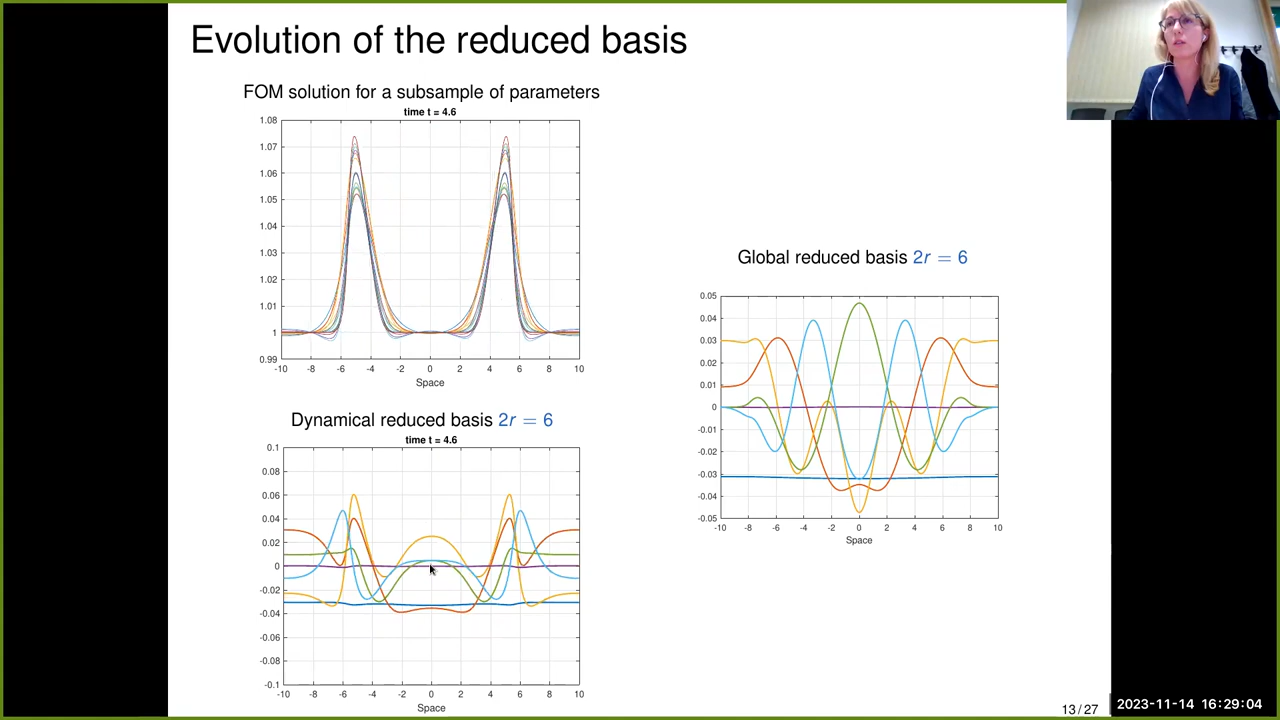 Evolution of the reduced basis
FOM solution for a subsample of parameters
time t = 4.6
1.08
1.07
1.06
1.05
1.04
1.03
1.02
1.01
1
0.99
-10 -8 -6 -4 -2 0 2 4 6 8 10
Space
Dynamical reduced basis 2r = 6
time t = 4.6
0.1
0.08
0.06
0.04
0.02
0
-0.02
-0.04
-0.06
-0.08
-0.1
-10 -8 -6 -4 -2 0 2 4 6 8 10
Space
Global reduced basis 2r = 6
0.05
0.04
0.03
0.02
0.01
0
-0.01
-0.02
-0.03
-0.04
-0.05
-10 -8 -6 -4 -2 0 2 4 6 8 10
Space
13 / 27
2023-11-14 16:29:04